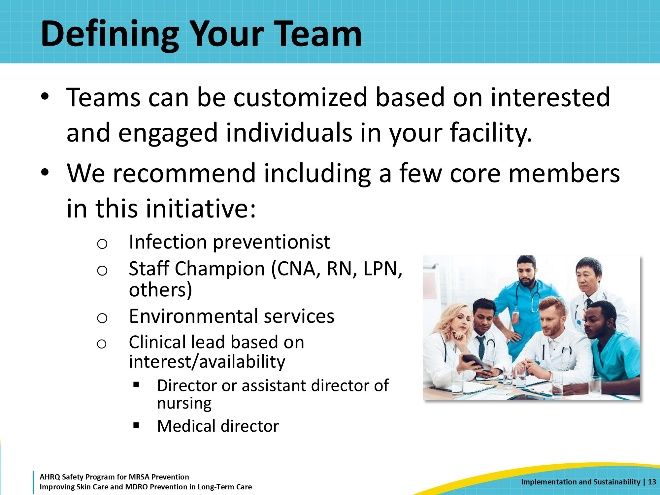 Defining Your Team
• Teams can be customized based on interested
and engaged individuals in your facility.
• We recommend including a few core members
in this initiative:
o Infection preventionist
o Staff Champion (CNA, RN, LPN,
others)
o Environmental services
o Clinical lead based on
interest/availability
▪ Director or assistant director of
nursing
▪ Medical director
AHRQ Safety Program for MRSA Prevention
Improving Skin Care and MDRO Prevention in Long-Term Care
Implementation and Sustainability | 13